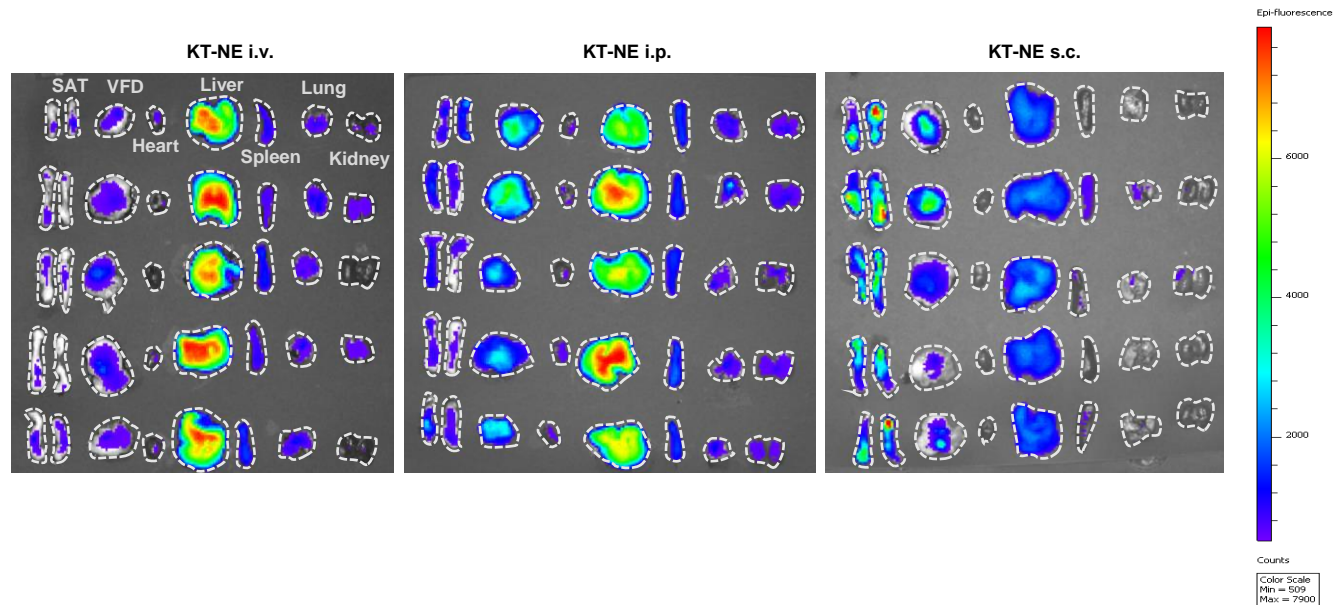 Epi-fluorescence
KT-NE i.v.
KT-NE i.p.
KT-NE s.c.
SAT VFD Liver Lung
Heart
Spleen
Kidney
6000
4000
2000
Counts
Color Scale
Min = 509
Max = 7900